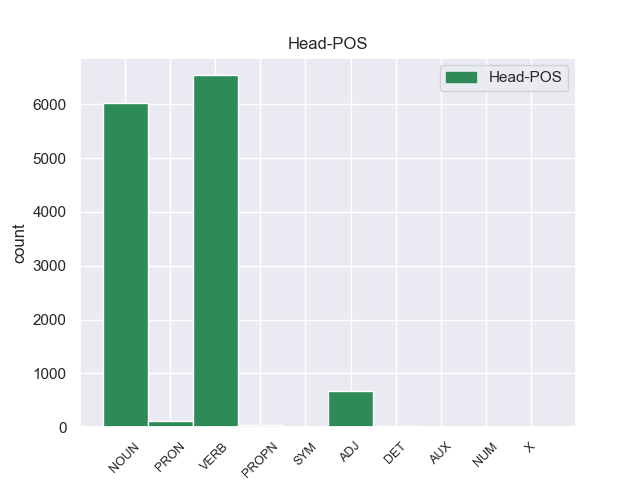 Head-POS
Head-POS
6000
5000
4000
3000
2000
1000
0
count
NOUN
PRON
VERB
PROPN
SYM
ADJ
DET
AUX
NUM
X